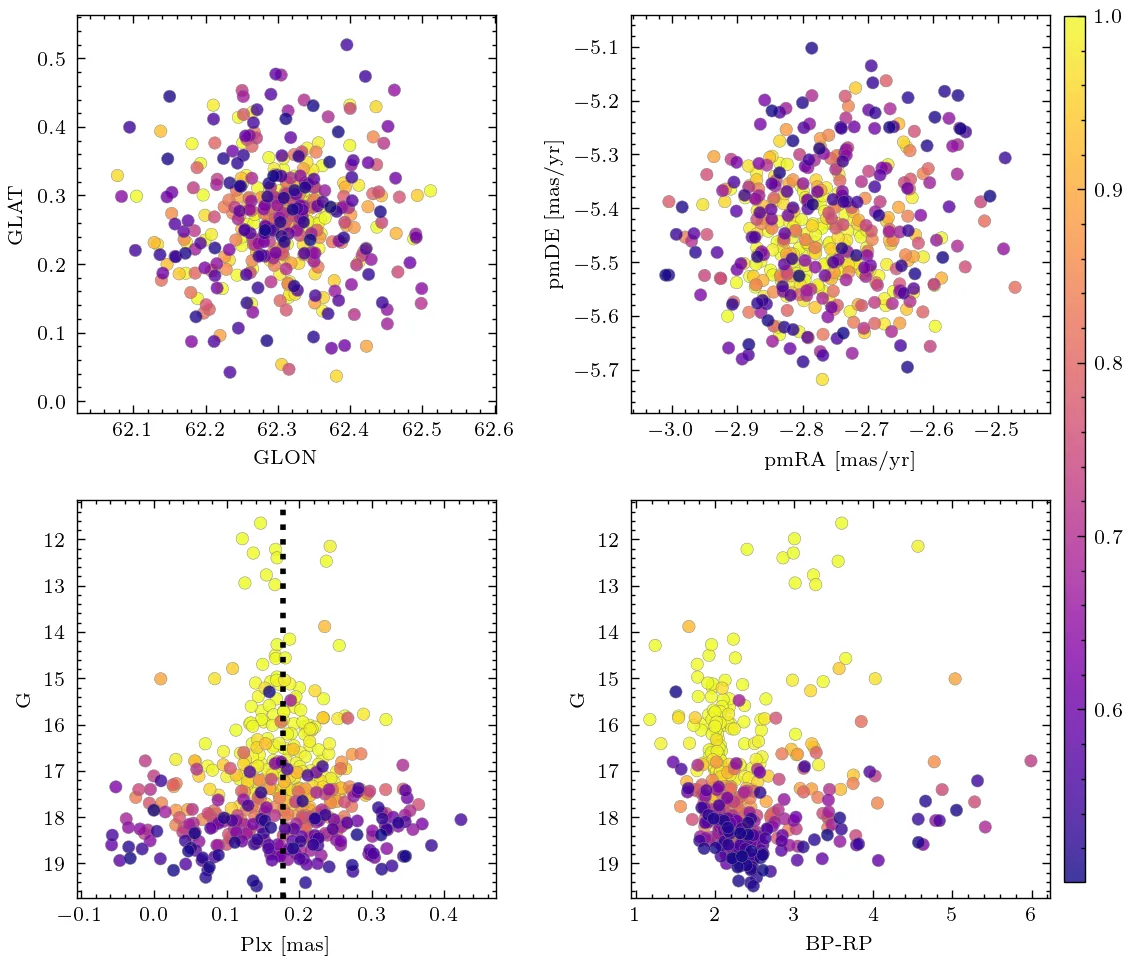 0.5
0.4
0.3
0.2
0.1
0.0
GLAT
62.1 62.2 62.3 62.4 62.5 62.6
GLON
−5.1
−5.2
−5.3
−5.4
−5.5
−5.6
−5.7
pmDE [mas/yr]
−3.0 −2.9 −2.8 −2.7 −2.6 −2.5
pmRA [mas/yr]
1.0
0.9
0.8
0.7
0.6
12
13
14
15
16
17
18
19
G
−0.1 0.0 0.1 0.2 0.3 0.4
Plx [mas]
12
13
14
15
16
17
18
19
G
1 2 3 4 5 6
BP-RP